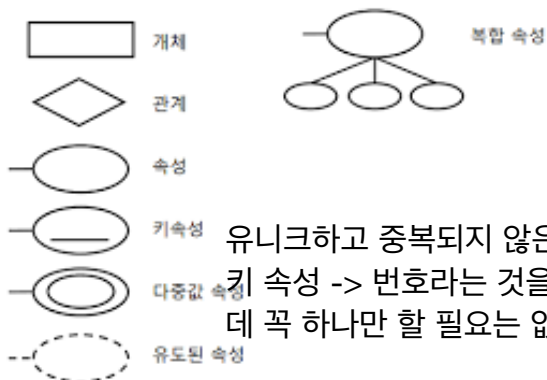 개체
복합 속성
관계
속성
키속성
유니크하고 중복되지 않은
다중값 속성
키 속성 -> 번호라는 것을
데 꼭 하나만 할 필요는
유도된 속성